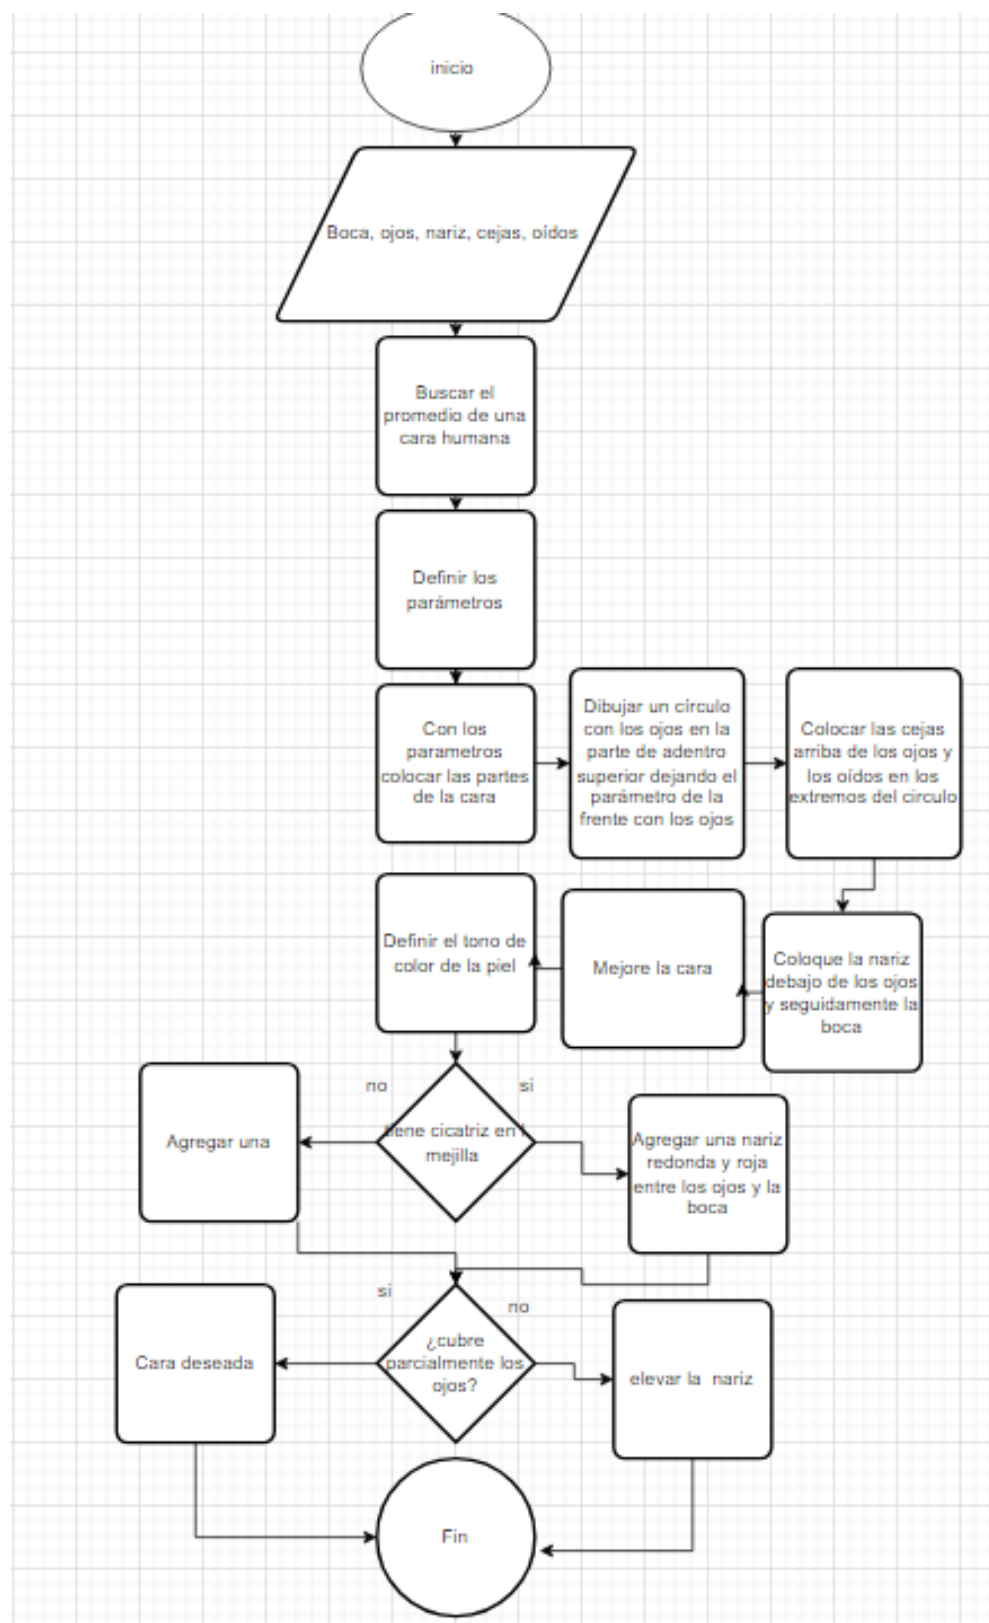 inicio
Boca, ojos, nariz, cejas, oídos
Buscar el
promedio de una
cara humana
Definir los
parámetros
Con los
parametros
colocar las partes
de la cara
Dibujar un círculo
con los ojos en la
parte de adentro
superior dejando el
parámetro de la
frente con los ojos
Colocar las cejas
arriba de los ojos y
los oídos en los
extremos del circulo
Coloque la nariz
debajo de los ojos
y seguidamente la
boca
Mejore la cara
Definir el tono de
color de la piel
no
si
cicatriz en
mejilla
Agregar una
Agregar una nariz
redonda y roja
entre los ojos y la
boca
si
no
¿cubre
parcialmente los
ojos?
Cara deseada
elevar la nariz
Fin